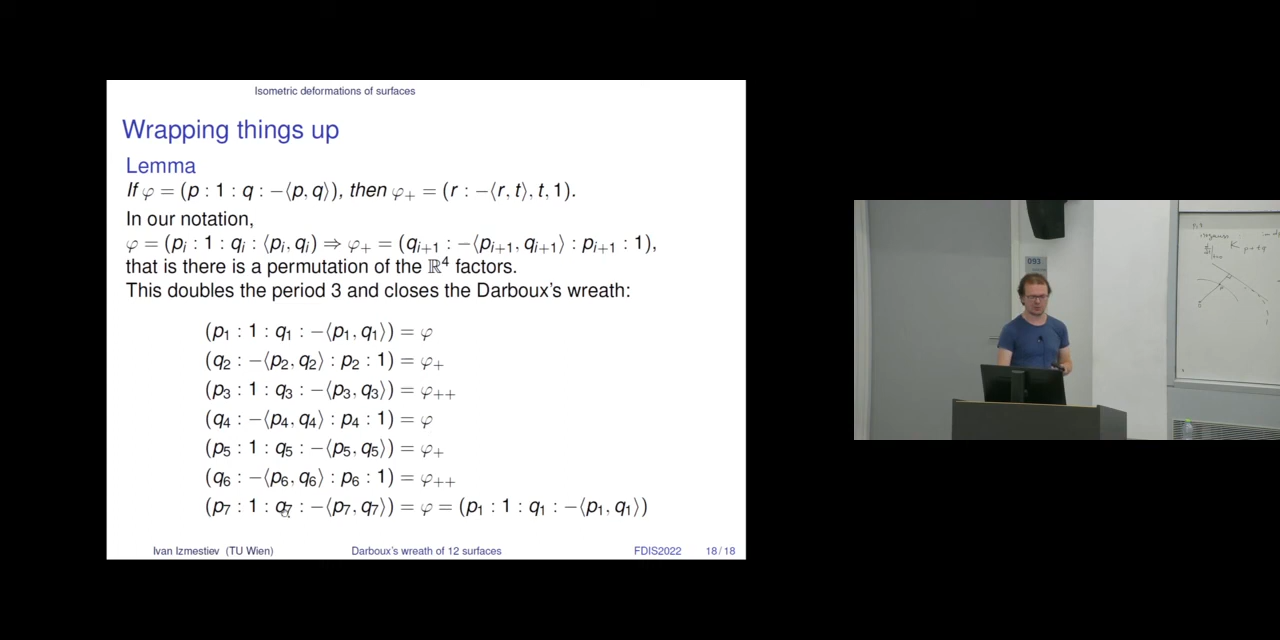 Isometric deformations of surfaces
Wrapping things up
Lemma
If φ = (p : 1 : q : −⟨p, q⟩), then φ₊ = (r : −⟨r, t⟩, t, 1).
In our notation,
φ = (pᵢ : 1 : qᵢ : ⟨pᵢ, qᵢ⟩) ⇒ φ₊ = (qᵢ₊₁ : −⟨pᵢ₊₁, qᵢ₊₁⟩ : pᵢ₊₁ : 1),
that is there is a permutation of the ℝ⁴ factors.
This doubles the period 3 and closes the Darboux's wreath:
(p₁ : 1 : q₁ : −⟨p₁, q₁⟩) = φ
(q₂ : −⟨p₂, q₂⟩ : p₂ : 1) = φ₊
(p₃ : 1 : q₃ : −⟨p₃, q₃⟩) = φ₊₊
(q₄ : −⟨p₄, q₄⟩ : p₄ : 1) = φ
(p₅ : 1 : q₅ : −⟨p₅, q₅⟩) = φ₊
(q₆ : −⟨p₆, q₆⟩ : p₆ : 1) = φ₊₊
(p₇ : 1 : q₇ : −⟨p₇, q₇⟩) = φ = (p₁ : 1 : q₁ : −⟨p₁, q₁⟩)
Ivan Izmestiev (TU Wien) Darboux's wreath of 12 surfaces FDIS2022 18 / 18
093